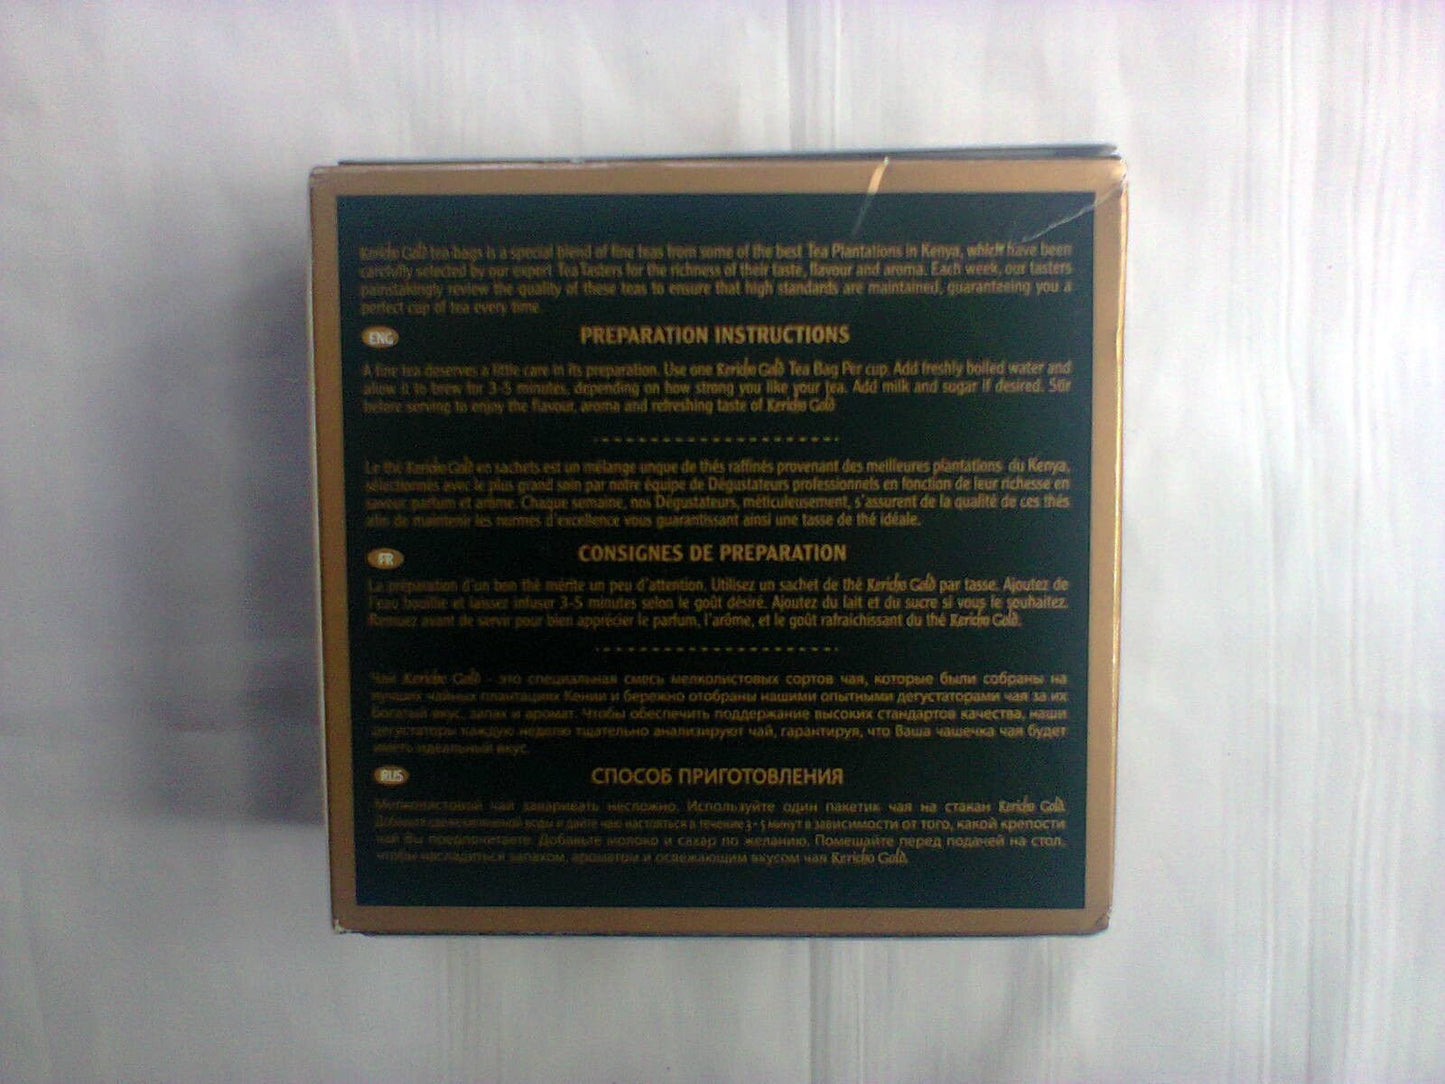 Kericho Gold tea bags is a special blend of fine teas from some of the best Tea Plantations in Kenya, which have been
carefully selected by our expert Tea Tasters for the richness of their taste, flavour and aroma. Each week, our tasters
painstakingly review the quality of these teas to ensure that high standards are maintained, guaranteeing you a
perfect cup of tea every time.
ENG
PREPARATION INSTRUCTIONS
A fine tea deserves a little care in its preparation. Use one Kericho Gold Tea Bag Per cup. Add freshly boiled water and
allow it to brew for 3-5 minutes, depending on how strong you like your tea. Add milk and sugar if desired. Stir
before serving to enjoy the flavour, aroma and refreshing taste of Kericho Gold
Le thé Kericho Gold en sachets est un mélange unque de thés raffinés provenant des meilleures plantations du Kenya,
sélectionnés avec le plus grand soin par notre équipe de Dégustateurs professionnels en fonction de leur richesse en
saveur parfum et arôme. Chaque semaine, nos Dégustateurs, méticuleusement, s'assurent de la qualité de ces thés
afin de maintenir les normes d'excellence vous guarantissant ainsi une tasse de thé idéale.
FR
CONSIGNES DE PREPARATION
La préparation d'un bon thé mérite un peu d'attention. Utilisez un sachet de thé Kericho Gold par tasse. Ajoutez de
l'eau bouillie et laissez infuser 3-5 minutes selon le goût désiré. Ajoutez du lait et du sucre si vous le souhaitez.
Remuez avant de servir pour bien apprécier le parfum, l'arôme, et le goût rafraichissant du thé Kericho Gold.
Чай Kericho Gold - это специальная смесь мелколистовых сортов чая, которые были собраны на
лучших чайных плантациях Кении и бережно отобраны нашими опытными дегустаторами чая за их
богатый вкус, запах и аромат. Чтобы обеспечить поддержание высоких стандартов качества, наши
дегустаторы каждую неделю тщательно анализируют чай, гарантируя, что Ваша чашечка чая будет
иметь идеальный вкус.
RUS
СПОСОБ ПРИГОТОВЛЕНИЯ
Мелколистовой чай заваривать несложно. Используйте один пакетик чая на стакан Kericho Gold.
Добавьте свежевскипяченной воды и дайте чаю настояться в течение 3 - 5 минут в зависимости от того, какой крепости
чай Вы предпочитаете. Добавьте молоко и сахар по желанию. Помешайте перед подачей на стол,
чтобы насладиться запахом, ароматом и освежающим вкусом чая Kericho Gold.